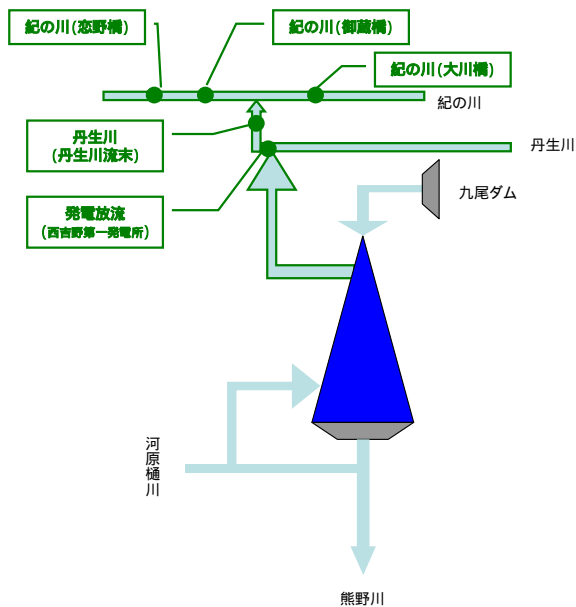 紀の川(恋野橋)
紀の川(御蔵橋)
紀の川(大川橋)
紀の川
丹生川
(丹生川流末)
丹生川
九尾ダム
発電放流
(西吉野第一発電所)
河原樋川
熊野川